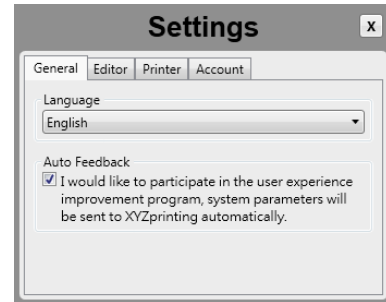 Settings
X
General Editor Printer Account
Language
English
Auto Feedback
I would like to participate in the user experience
improvement program, system parameters will
be sent to XYZprinting automatically.